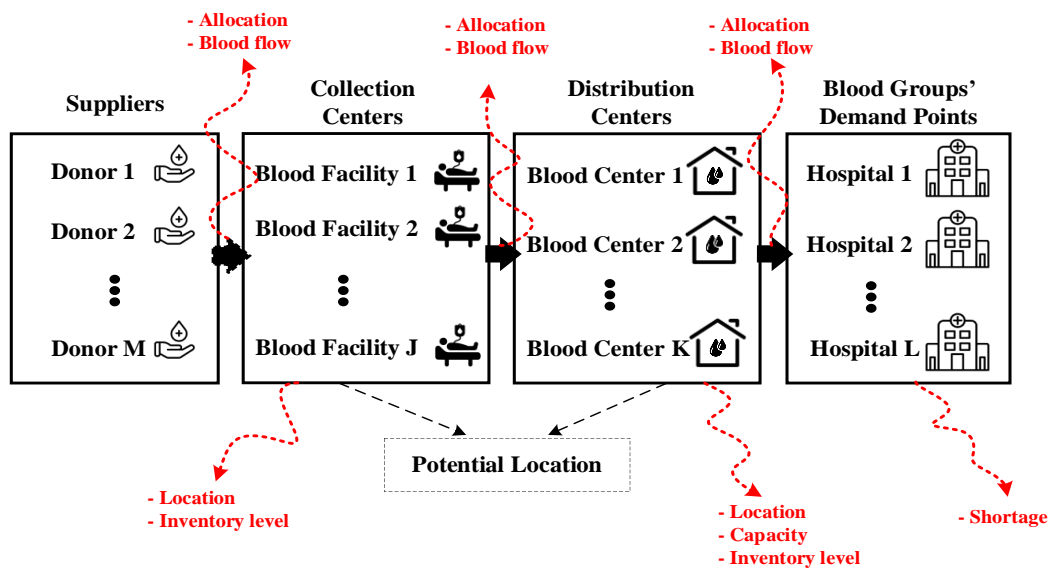 - Allocation
- Blood flow
- Allocation
- Blood flow
- Allocation
- Blood flow
Suppliers
Collection
Centers
Distribution
Centers
Blood Groups’
Demand Points
Donor 1
Donor 2
Donor M
Blood Facility 1
Blood Facility 2
Blood Facility J
Blood Center 1
Blood Center 2
Blood Center K
Hospital 1
Hospital 2
Hospital L
Potential Location
- Location
- Inventory level
- Location
- Capacity
- Inventory level
- Shortage